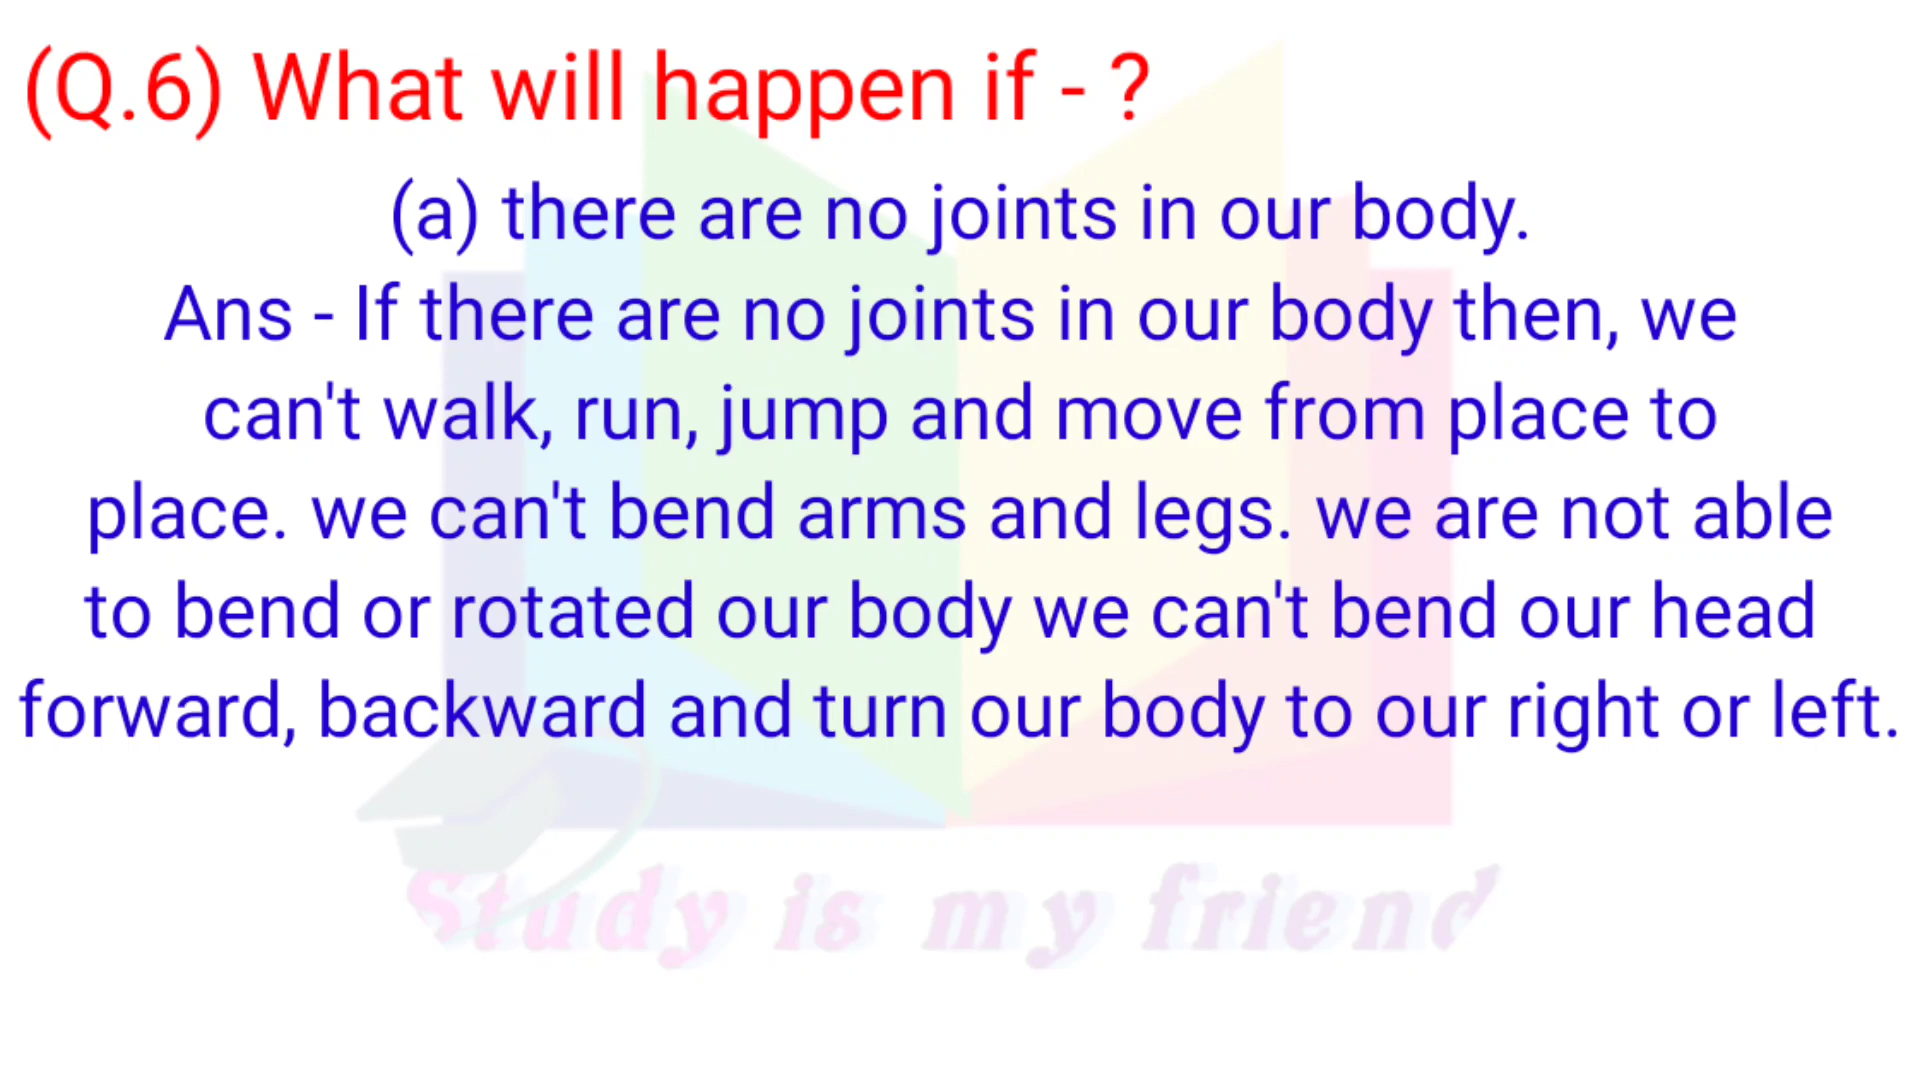 (Q.6) What will happen if - ?
(a) there are no joints in our body.
Ans - If there are no joints in our body then, we
can't walk, run, jump and move from place to
place. we can't bend arms and legs. we are not able
to bend or rotated our body we can't bend our head
forward, backward and turn our body to our right or left.
Study is my friend